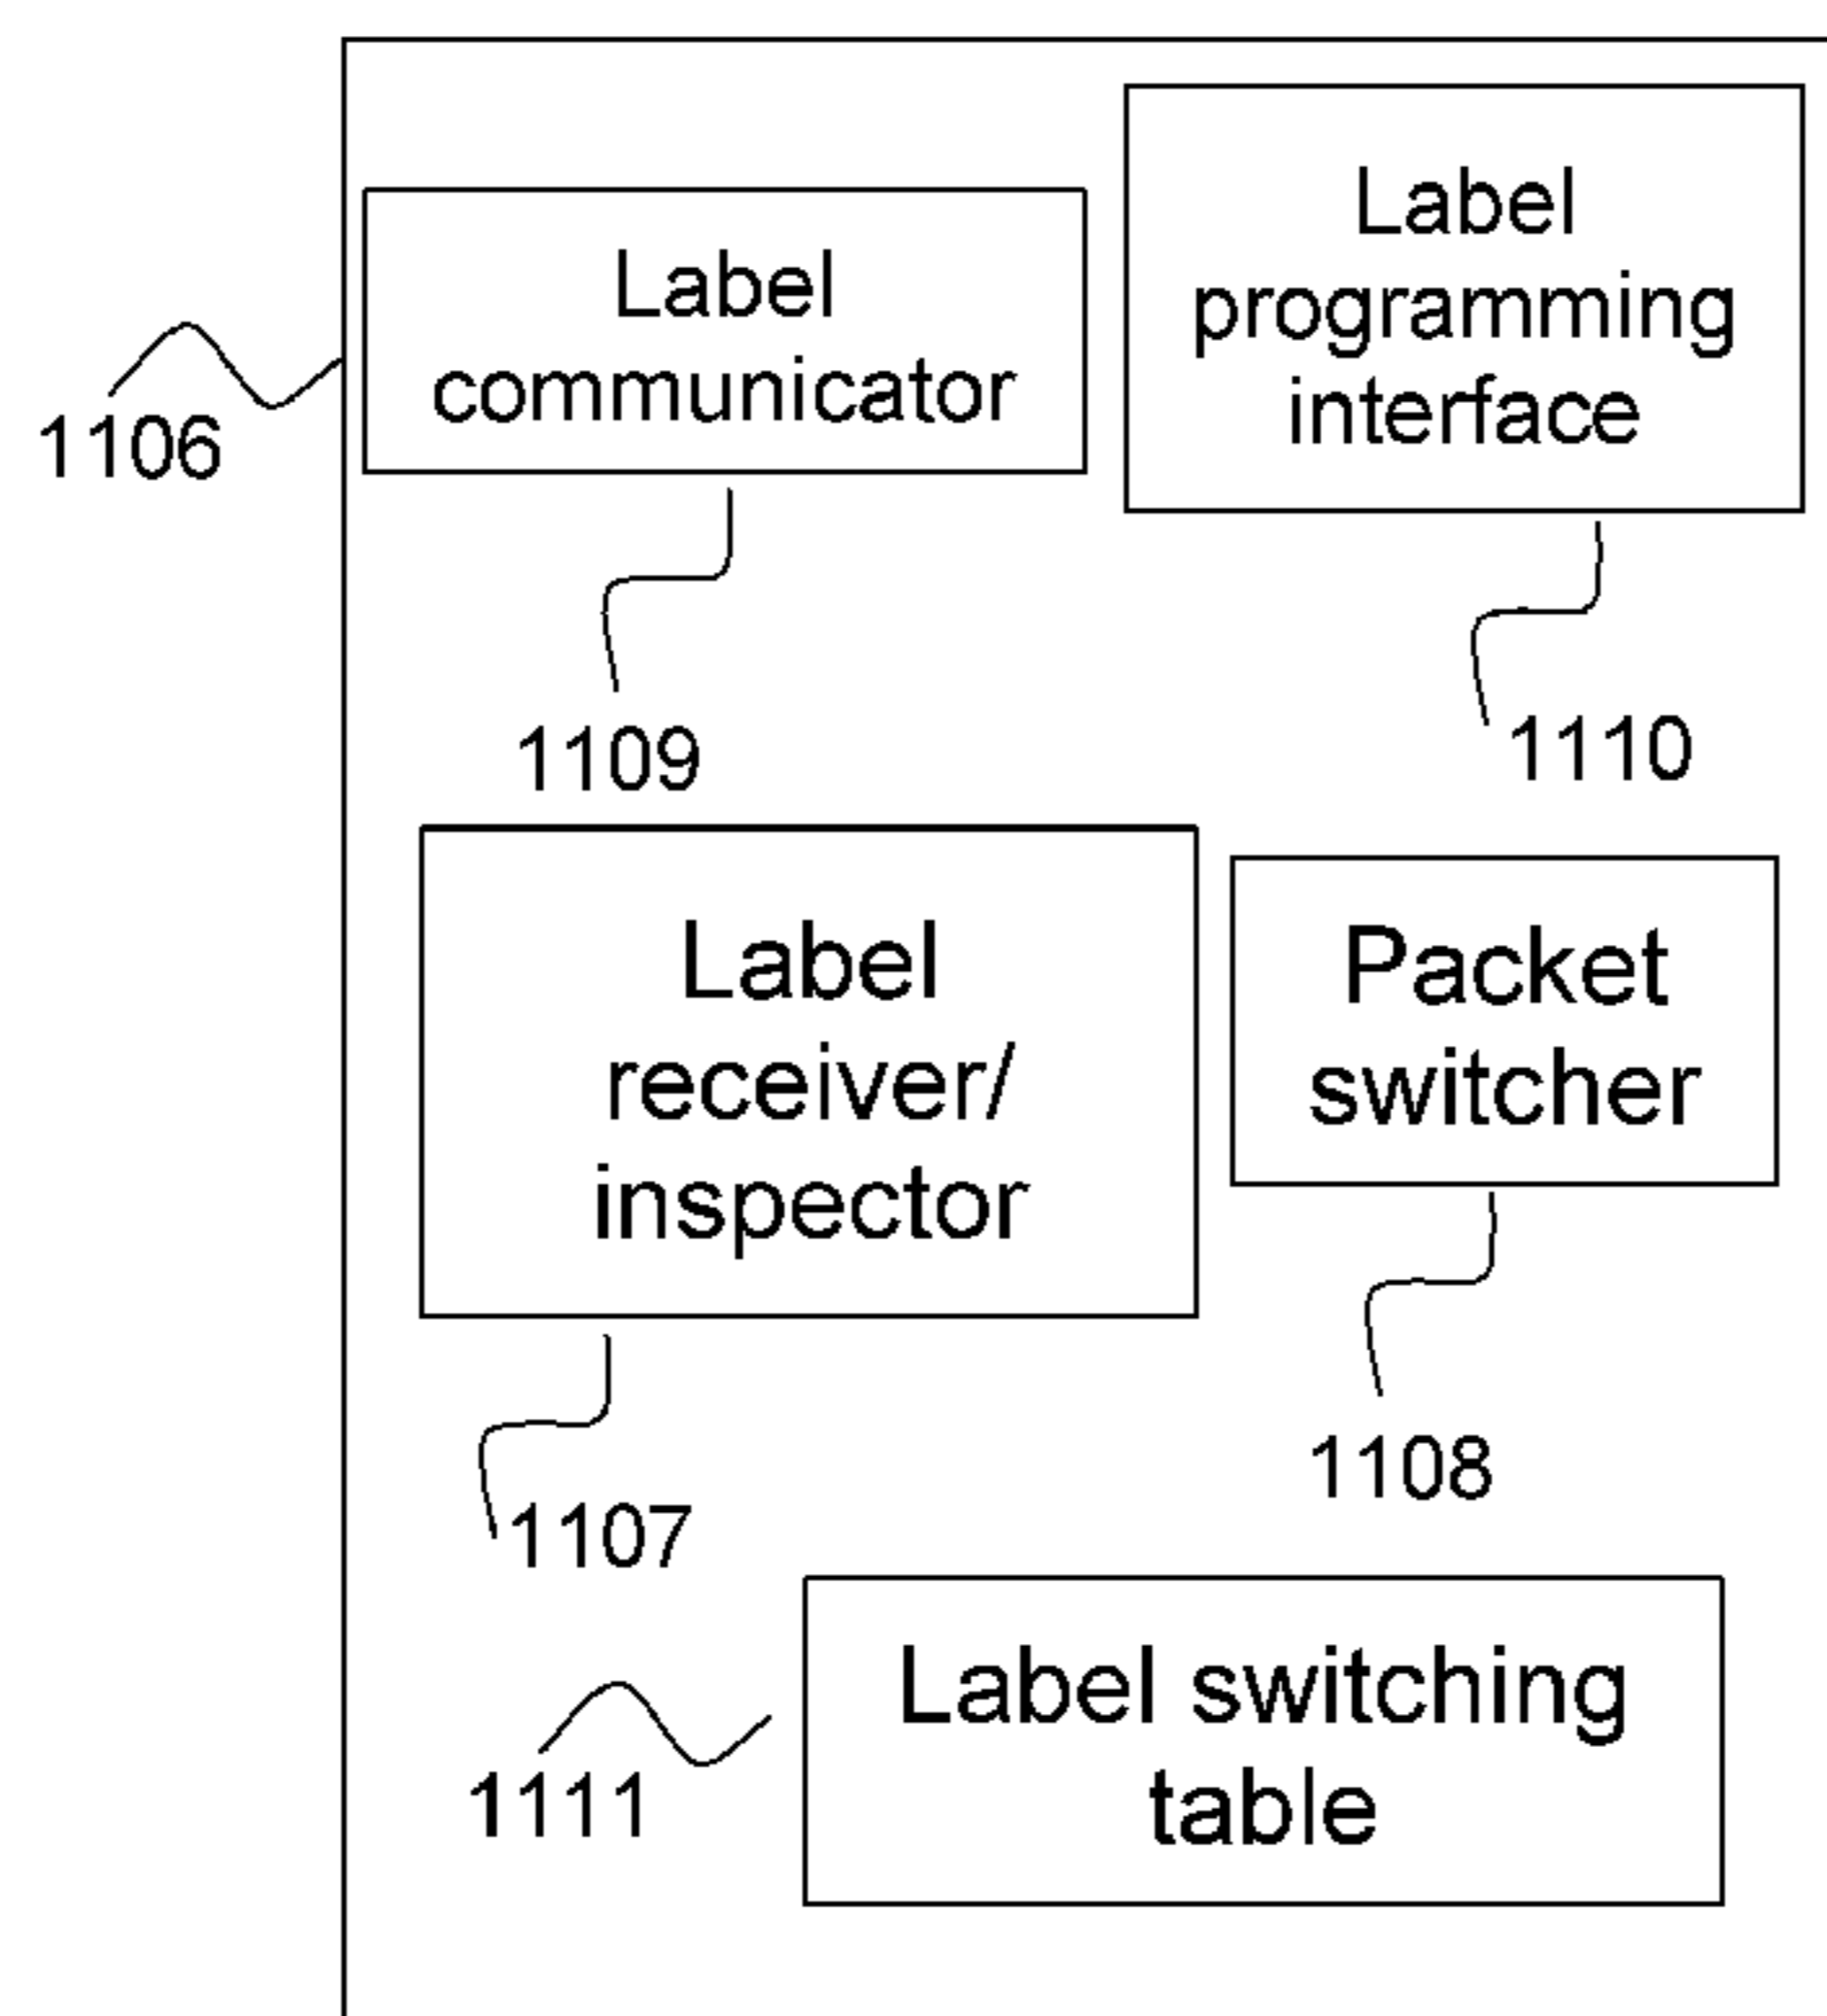 Label
communicator
Label
programming
interface
1106
1109
1110
Label
receiver/
inspector
Packet
switcher
1107
1108
Label switching
table
1111